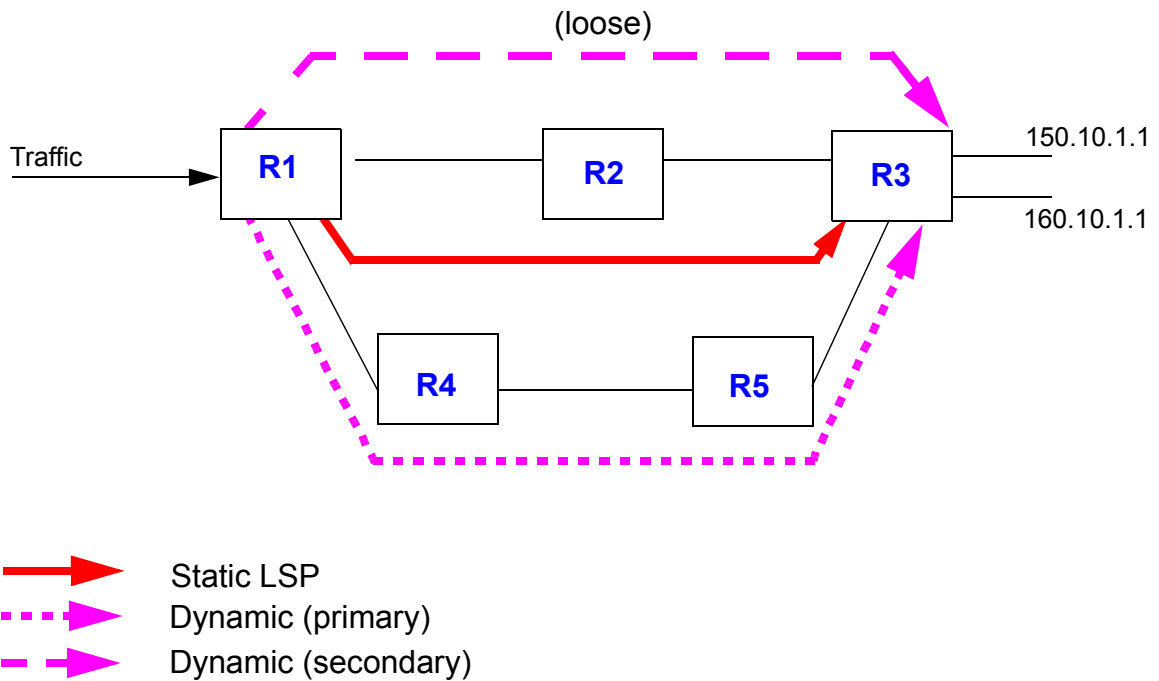 (loose)
Traffic
R1
R2
R3
150.10.1.1
160.10.1.1
R4
R5
Static LSP
Dynamic (primary)
Dynamic (secondary)